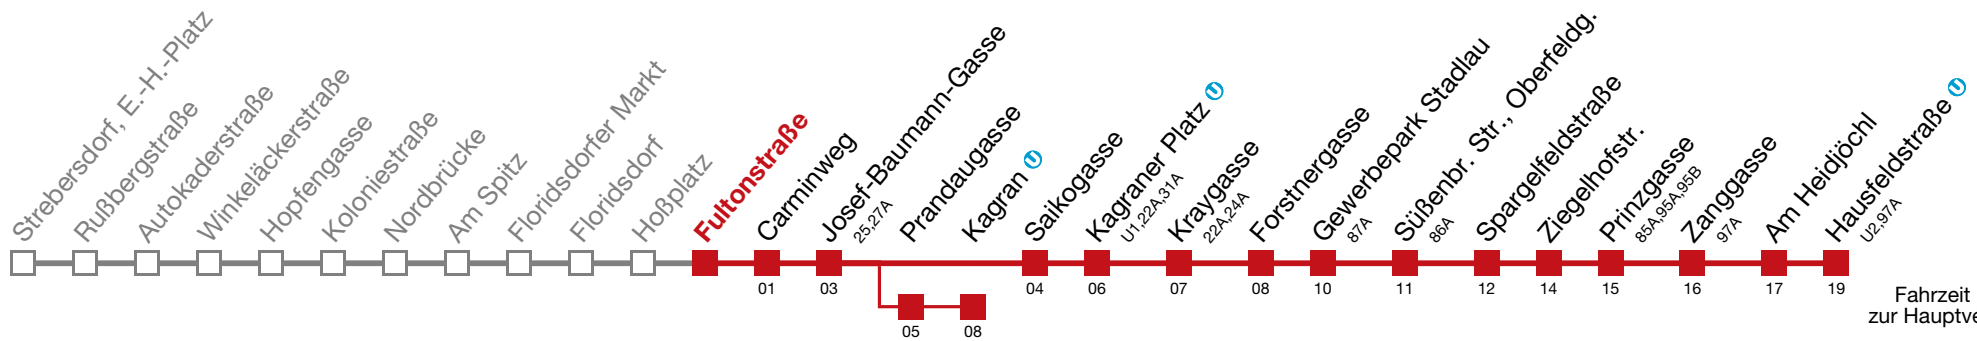 Strebersdorf, E.-H.-Platz
Rußbergstraße
Autokaderstraße
Winkeläckerstraße
Hopfengasse
Koloniestraße
Nordbrücke
Am Spitz
Floridsdorfer Markt
Floridsdorf
Hoßplatz
Fultonstraße
Carminweg
Josef-Baumann-Gasse
25,27A
Prandaugasse
Kagran U
Saikogasse
Kagraner Platz U
U1,22A,31A
Kraygasse
22A,24A
Forstnergasse
Gewerbepark Stadlau
87A
Süßenbr. Str., Oberfeldg.
86A
Spargelfeldstraße
Ziegelhofstr.
Prinzgasse
85A,95A,95B
Zanggasse
97A
Am Heidjöchl
Hausfeldstraße U
U2,97A
01 03 04 06 07 08 10 11 12 14 15 16 17 19
05 08
Fahrzeit
zur Hauptve